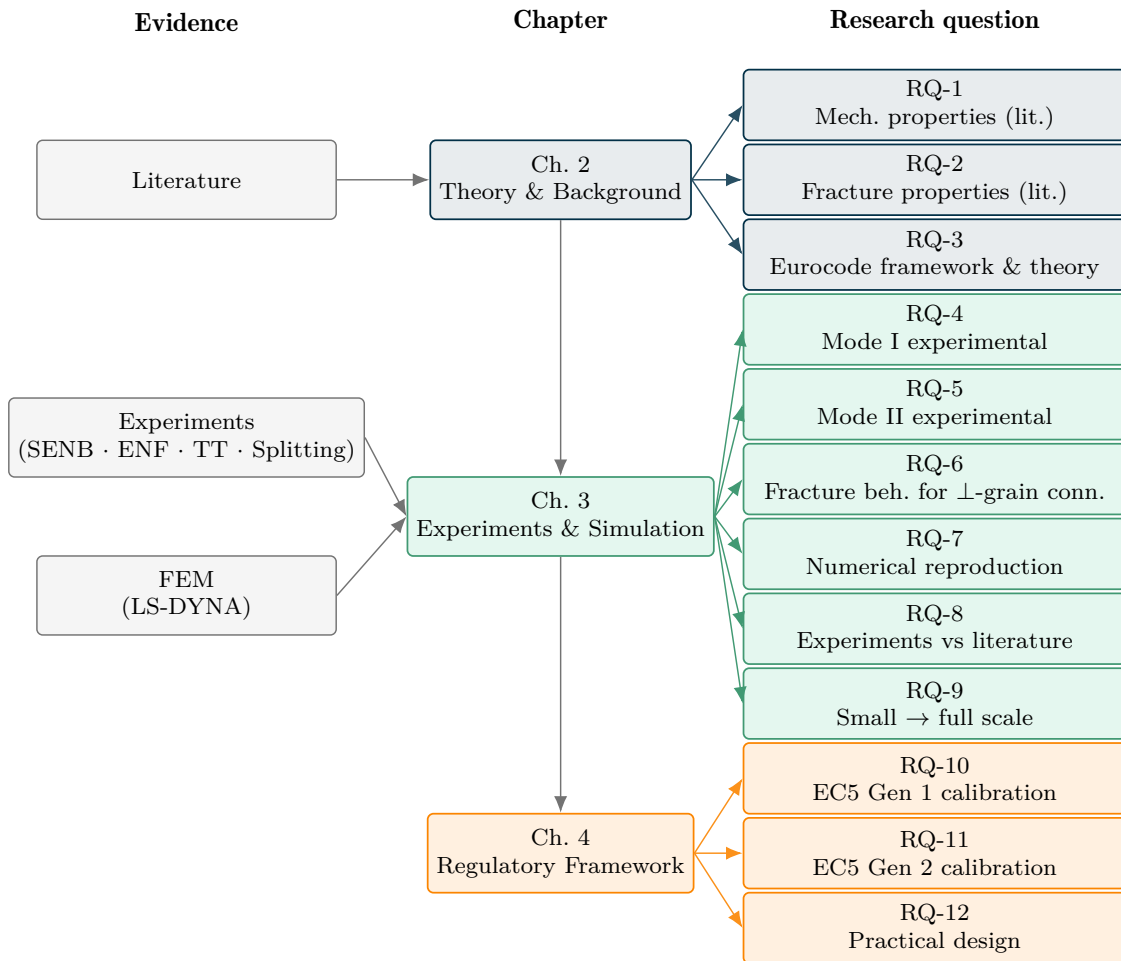 Evidence
Chapter
Research question
Literature
Ch. 2
Theory & Background
RQ-1
Mech. properties (lit.)
RQ-2
Fracture properties (lit.)
RQ-3
Eurocode framework & theory
Experiments
(SENB · ENF · TT · Splitting)
FEM
(LS-DYNA)
Ch. 3
Experiments & Simulation
RQ-4
Mode I experimental
RQ-5
Mode II experimental
RQ-6
Fracture beh. for ⊥-grain conn.
RQ-7
Numerical reproduction
RQ-8
Experiments vs literature
RQ-9
Small → full scale
Ch. 4
Regulatory Framework
RQ-10
EC5 Gen 1 calibration
RQ-11
EC5 Gen 2 calibration
RQ-12
Practical design